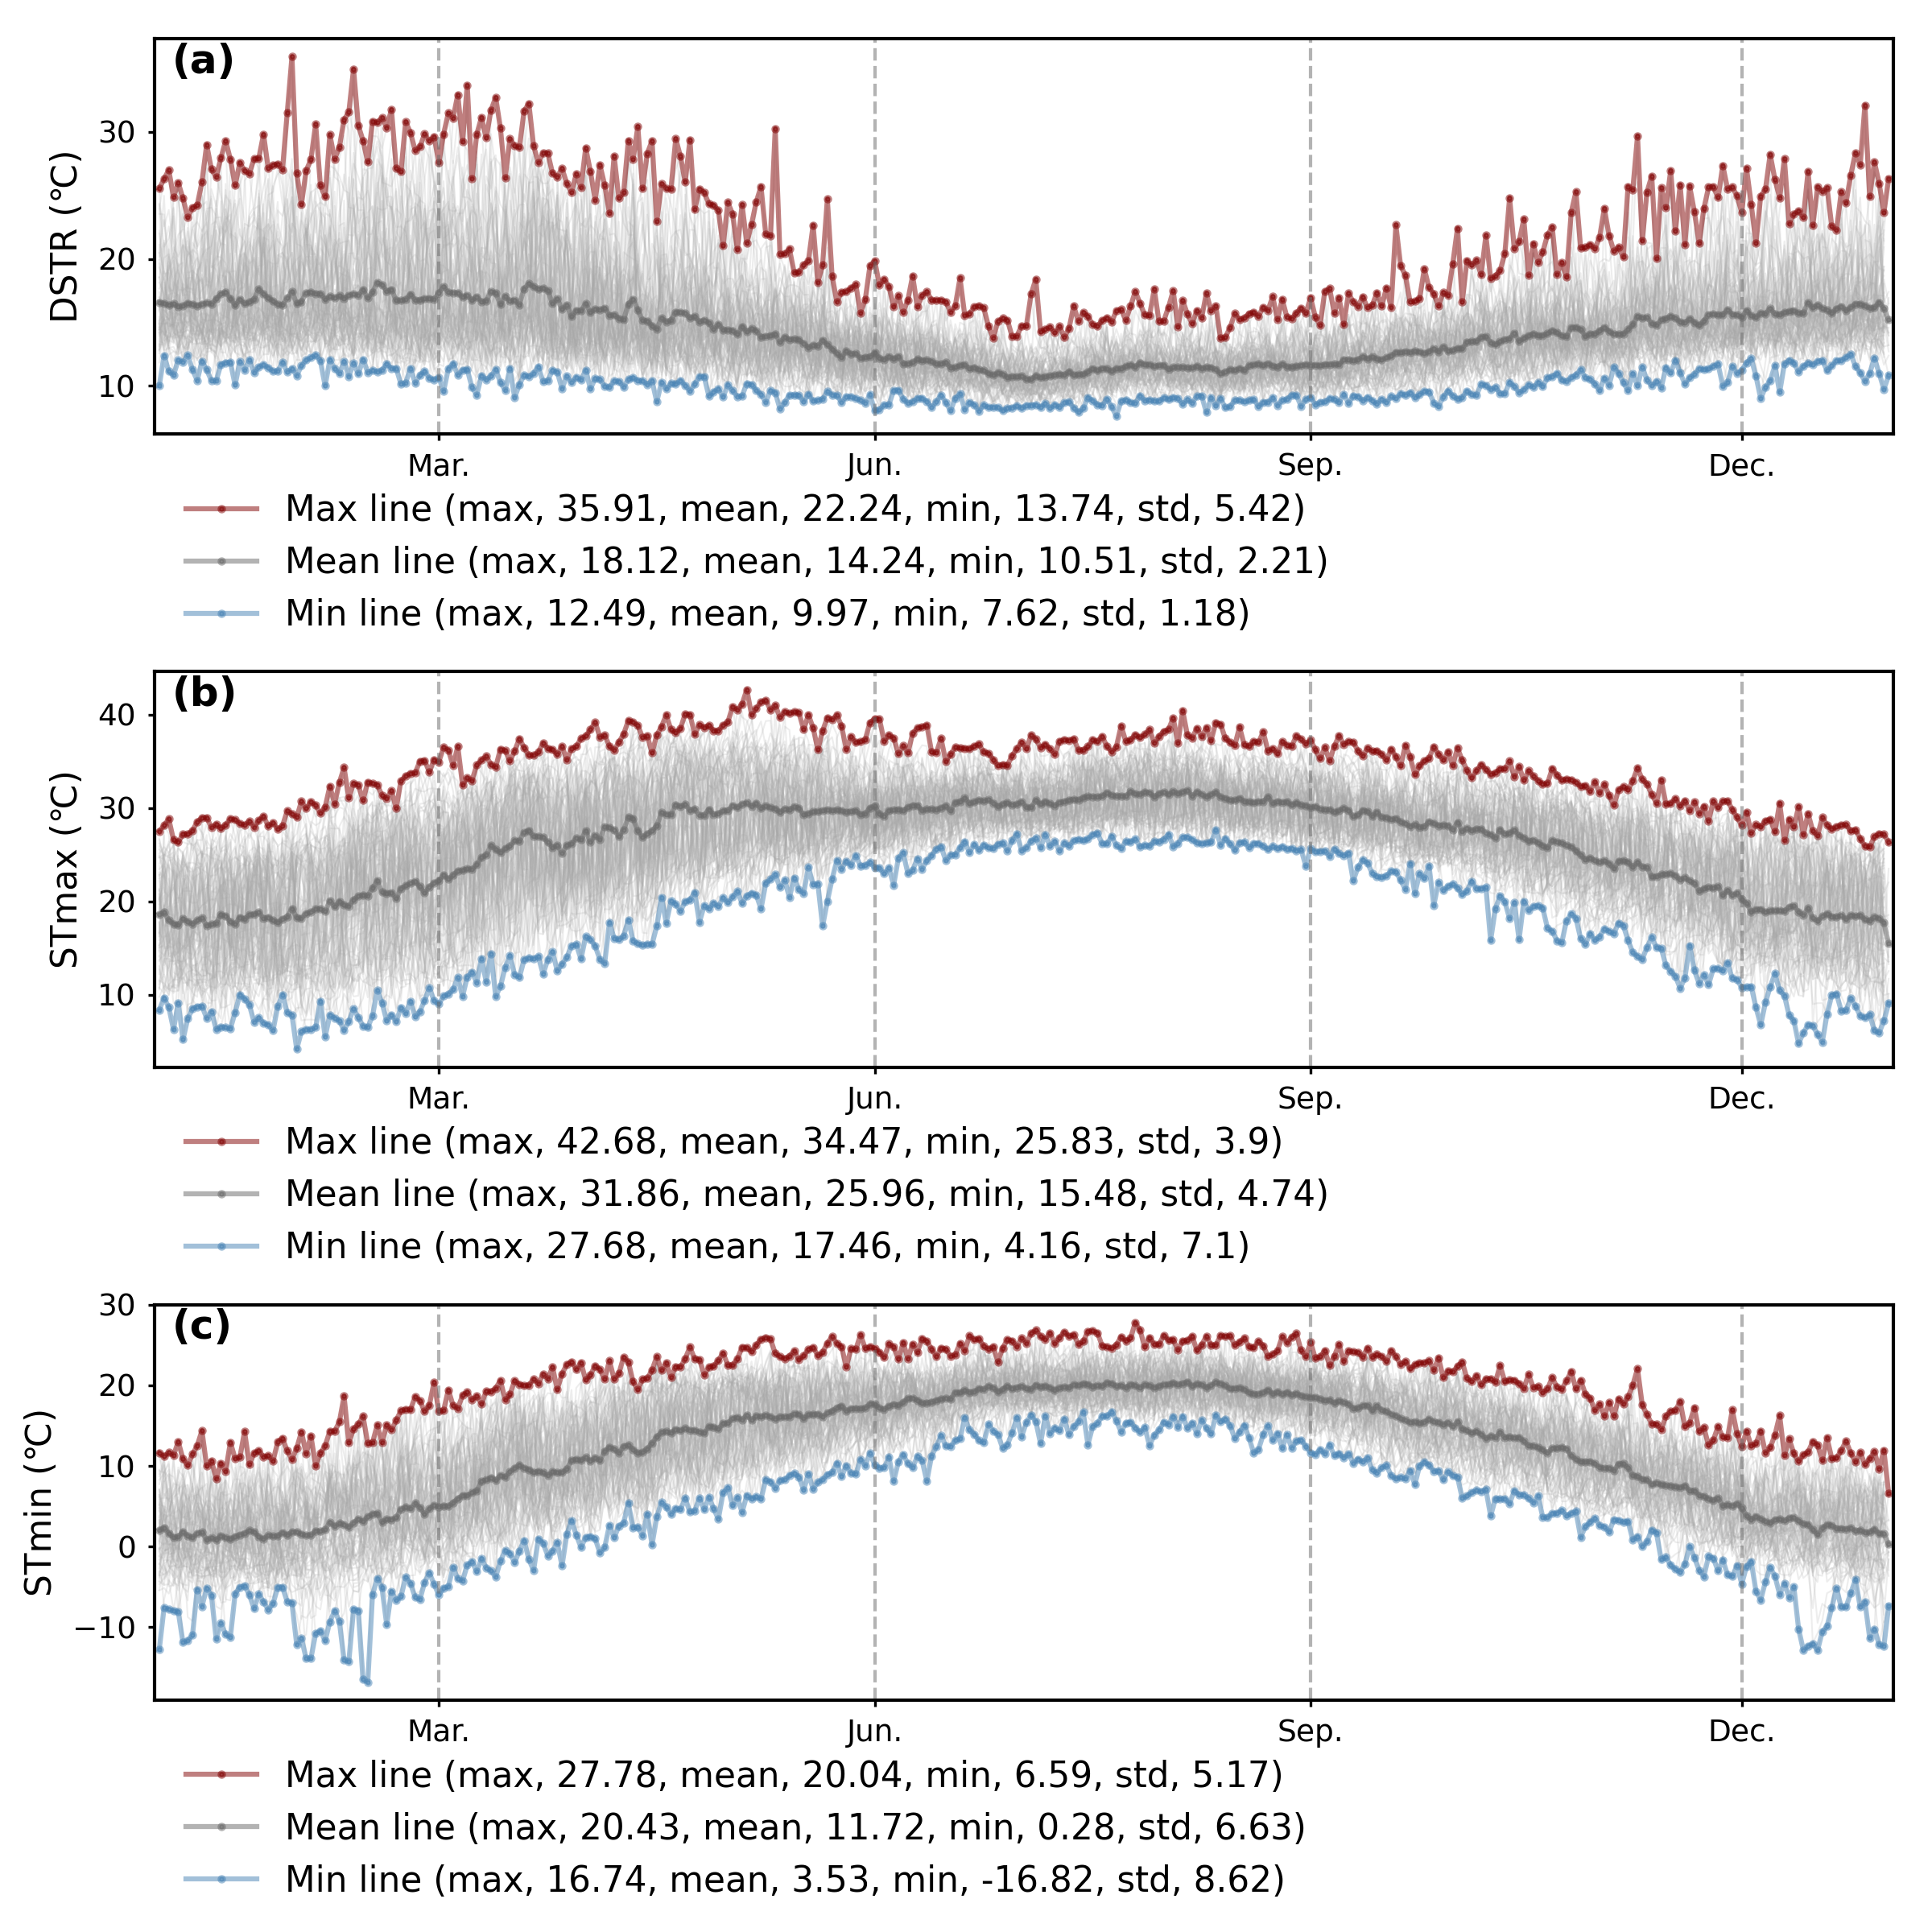 (a)
30
20
10
DSTR (°C)
Mar. Jun. Sep. Dec.
Max line (max, 35.91, mean, 22.24, min, 13.74, std, 5.42)
Mean line (max, 18.12, mean, 14.24, min, 10.51, std, 2.21)
Min line (max, 12.49, mean, 9.97, min, 7.62, std, 1.18)
(b)
40
30
20
10
STmax (°C)
Mar. Jun. Sep. Dec.
Max line (max, 42.68, mean, 34.47, min, 25.83, std, 3.9)
Mean line (max, 31.86, mean, 25.96, min, 15.48, std, 4.74)
Min line (max, 27.68, mean, 17.46, min, 4.16, std, 7.1)
(c)
30
20
10
0
−10
STmin (°C)
Mar. Jun. Sep. Dec.
Max line (max, 27.78, mean, 20.04, min, 6.59, std, 5.17)
Mean line (max, 20.43, mean, 11.72, min, 0.28, std, 6.63)
Min line (max, 16.74, mean, 3.53, min, -16.82, std, 8.62)